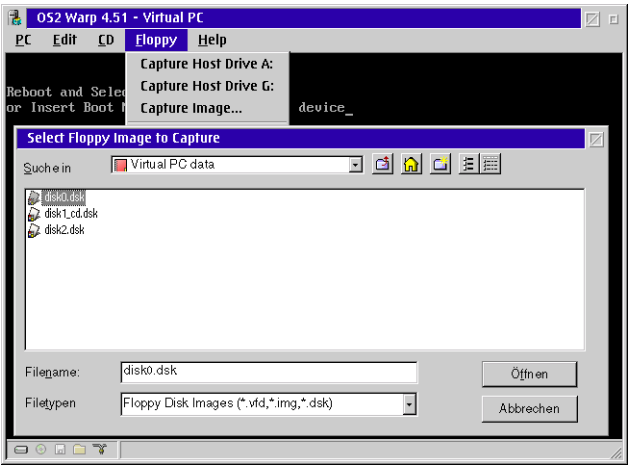 OS2 Warp 4.51 - Virtual PC
PC Edit CD Floppy Help
Capture Host Drive A:
Capture Host Drive G:
Capture Image...
Reboot and Selec
or Insert Boot M device_
Select Floppy Image to Capture
Suche in Virtual PC data
disk0.dsk
disk1_cd.dsk
disk2.dsk
Filename: disk0.dsk Öffnen
Filetypen Floppy Disk Images (*.vfd,*.img,*.dsk) Abbrechen